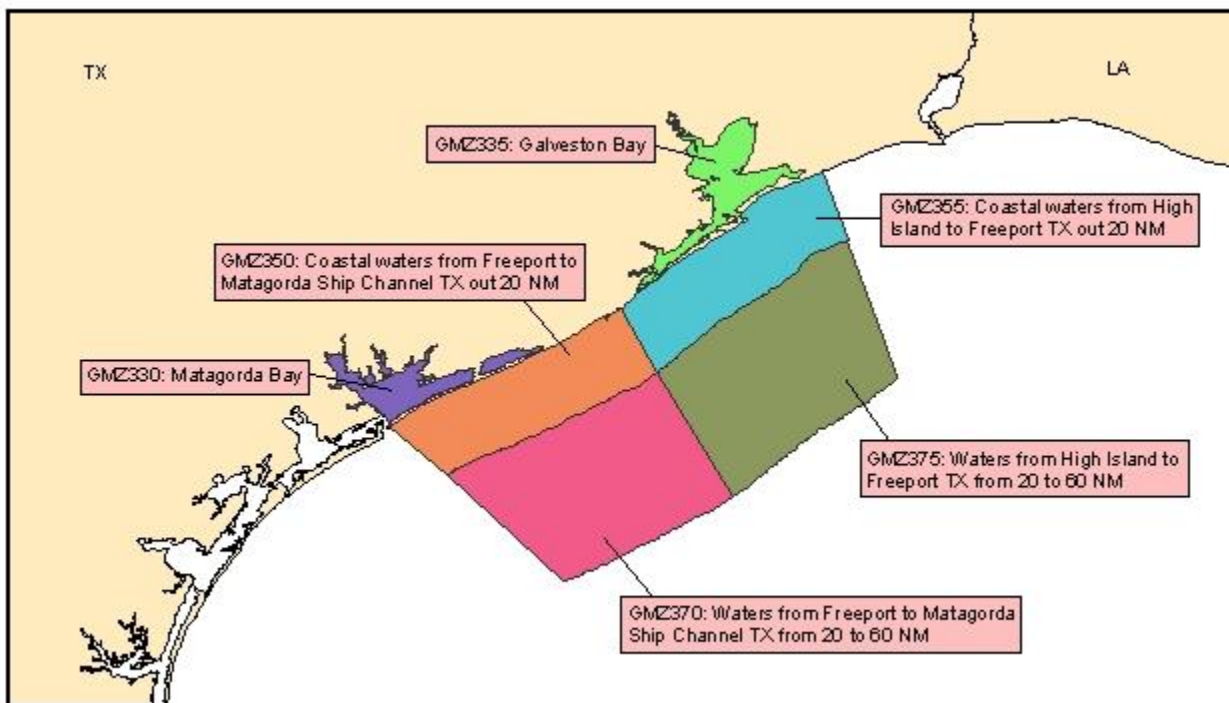 TX
LA
GMZ335: Galveston Bay
GMZ355: Coastal waters from High
Island to Freeport TX out 20 NM
GMZ350: Coastal waters from Freeport to
Matagorda Ship Channel TX out 20 NM
GMZ330: Matagorda Bay
GMZ375: Waters from High Island to
Freeport TX from 20 to 60 NM
GMZ370: Waters from Freeport to Matagorda
Ship Channel TX from 20 to 60 NM